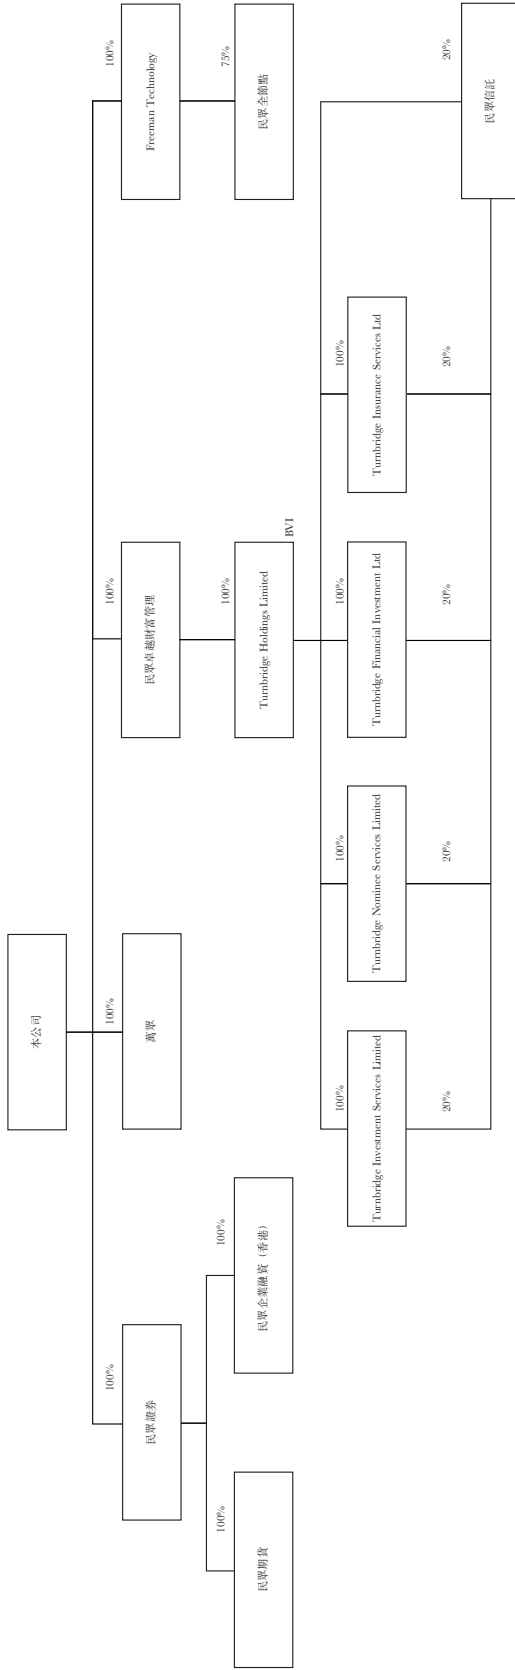 本公司
100%
民眾證券
100%
萬眾
100%
民眾卓越財富管理
100%
Freeman Technology
100%
民眾期貨
100%
民眾企業融資（香港）
100%
Turnbridge Holdings Limited
BVI
75%
民眾全節點
100%
Turnbridge Investment Services Limited
100%
Turnbridge Nominee Services Limited
100%
Turnbridge Financial Investment Ltd
100%
Turnbridge Insurance Services Ltd
20%
20%
20%
20%
20%
民眾信託